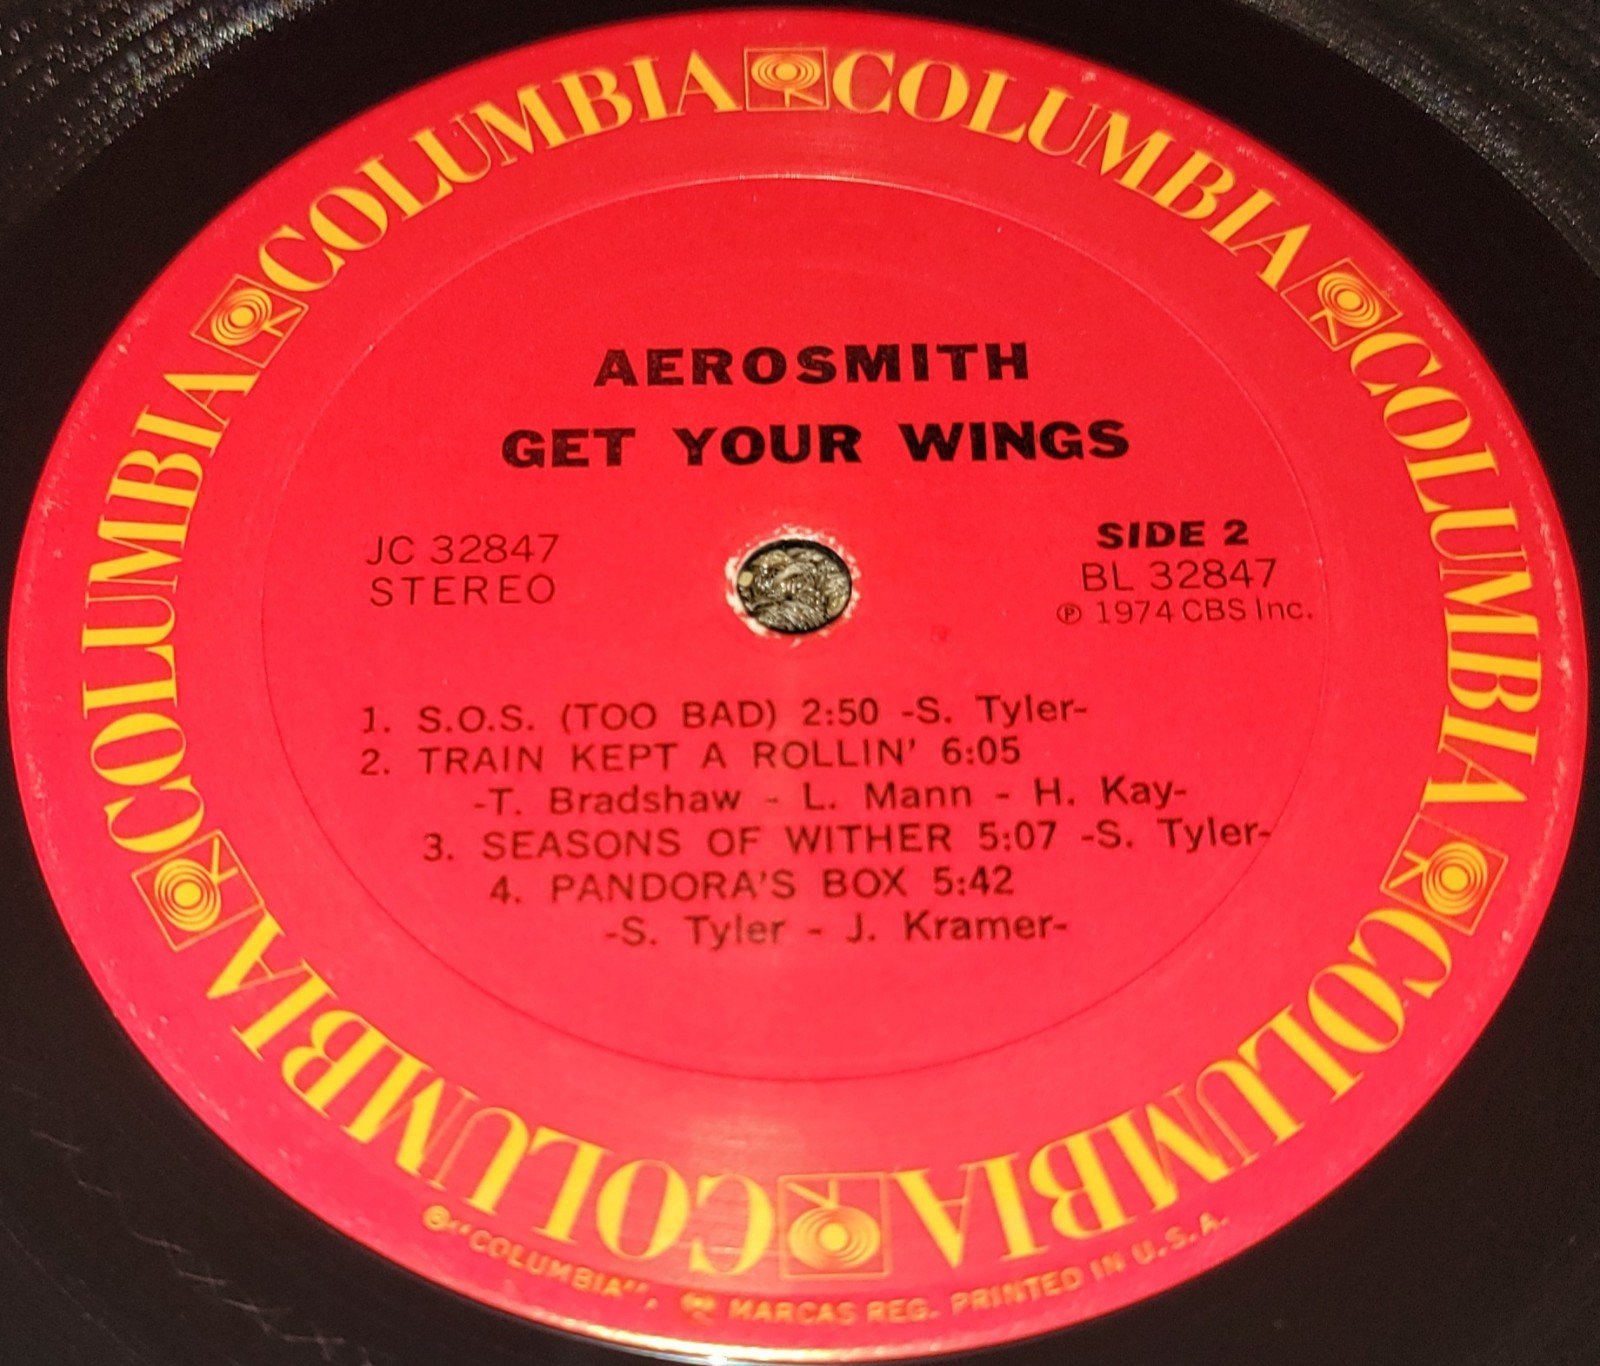 COLUMBIA COLUMBIA COLUMBIA COLUMBIA COLUMBIA COLUMBIA
AEROSMITH
GET YOUR WINGS
JC 32847
STEREO
SIDE 2
BL 32847
℗ 1974 CBS Inc.
1. S.O.S. (TOO BAD) 2:50 -S. Tyler-
2. TRAIN KEPT A ROLLIN' 6:05
-T. Bradshaw - L. Mann - H. Kay-
3. SEASONS OF WITHER 5:07 -S. Tyler-
4. PANDORA'S BOX 5:42
-S. Tyler - J. Kramer-
® "COLUMBIA", MARCAS REG. PRINTED IN U.S.A.